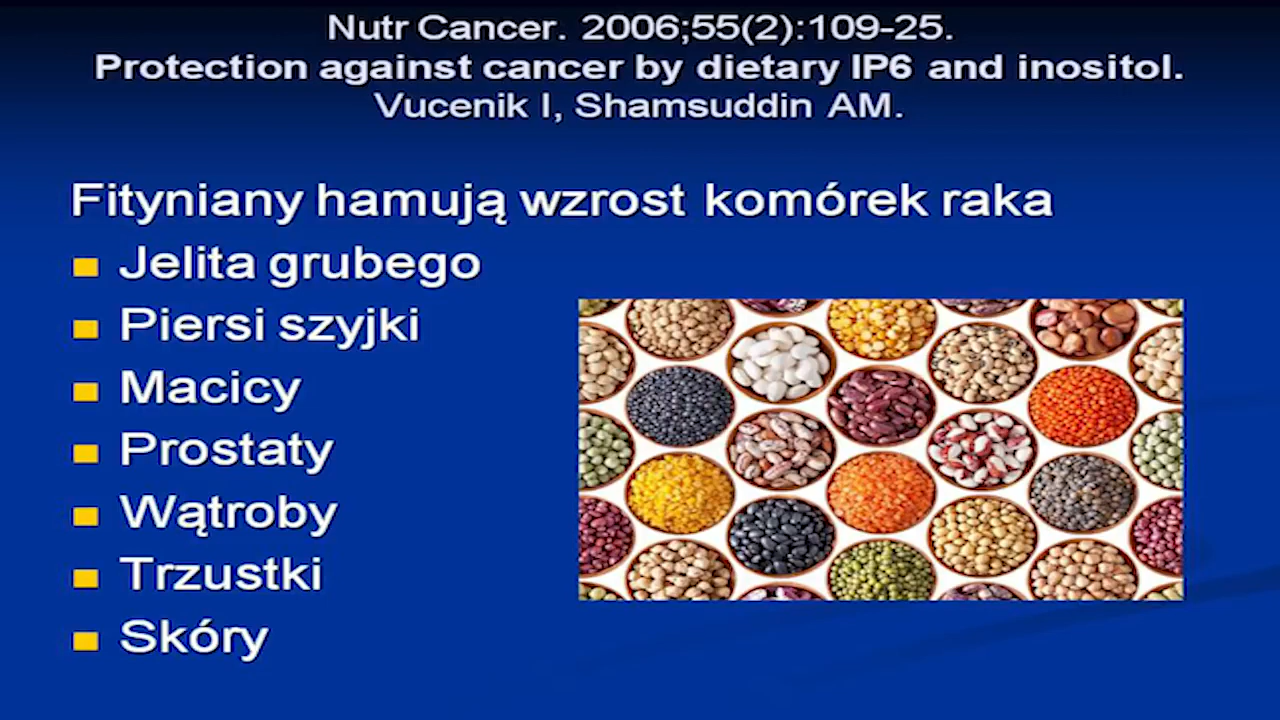 Nutr Cancer. 2006;55(2):109-25.
Protection against cancer by dietary IP6 and inositol.
Vucenik I, Shamsuddin AM.
Fityniany hamują wzrost komórek raka
Jelita grubego
Piersi szyjki
Macicy
Prostaty
Wątroby
Trzustki
Skóry